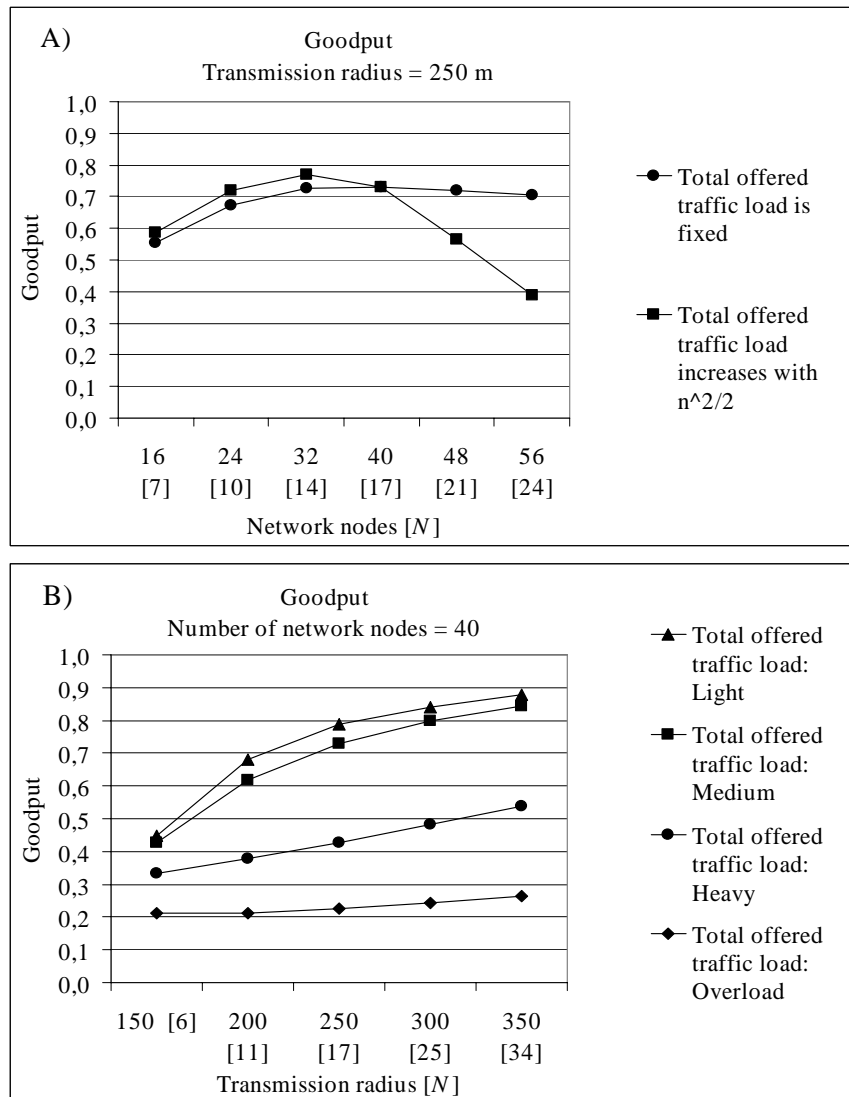 A)
Goodput
Transmission radius = 250 m
1,0
0,9
0,8
0,7
0,6
0,5
0,4
0,3
0,2
0,1
0,0
Goodput
16 24 32 40 48 56
[7] [10] [14] [17] [21] [24]
Network nodes [N]
Total offered
traffic load is
fixed
Total offered
traffic load
increases with
n^2/2
B)
Goodput
Number of network nodes = 40
1,0
0,9
0,8
0,7
0,6
0,5
0,4
0,3
0,2
0,1
0,0
Goodput
150 [6] 200 250 300 350
[11] [17] [25] [34]
Transmission radius [N]
Total offered
traffic load:
Light
Total offered
traffic load:
Medium
Total offered
traffic load:
Heavy
Total offered
traffic load:
Overload